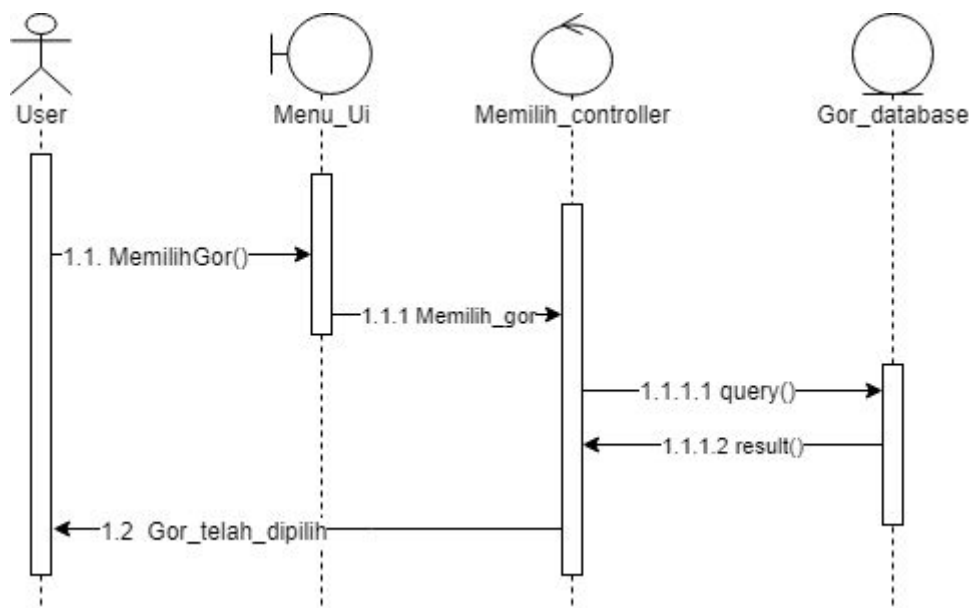 User
Menu_Ui
Memilih_controller
Gor_database
1.1. MemilihGor()
1.1.1 Memilih_gor
1.1.1.1 query()
1.1.1.2 result()
1.2 Gor_telah_dipilih